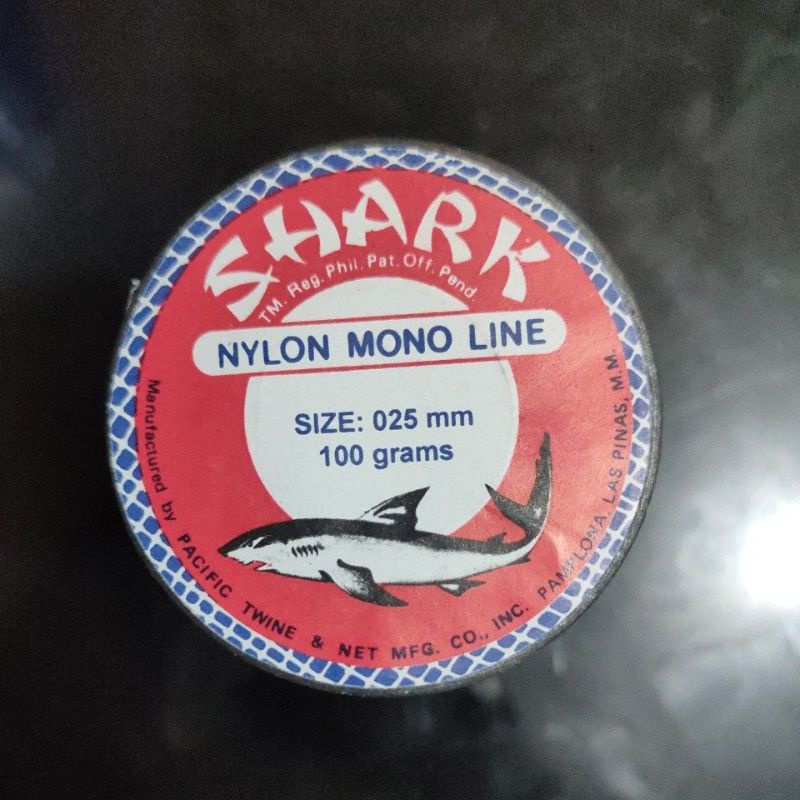 SHARK
TM. Reg. Phil. Pat. Off. Pend.
NYLON MONO LINE
SIZE: 025 mm
100 grams
Manufactured by PACIFIC TWINE & NET MFG. CO., INC. PAMPLONA, LAS PINAS, M.M.